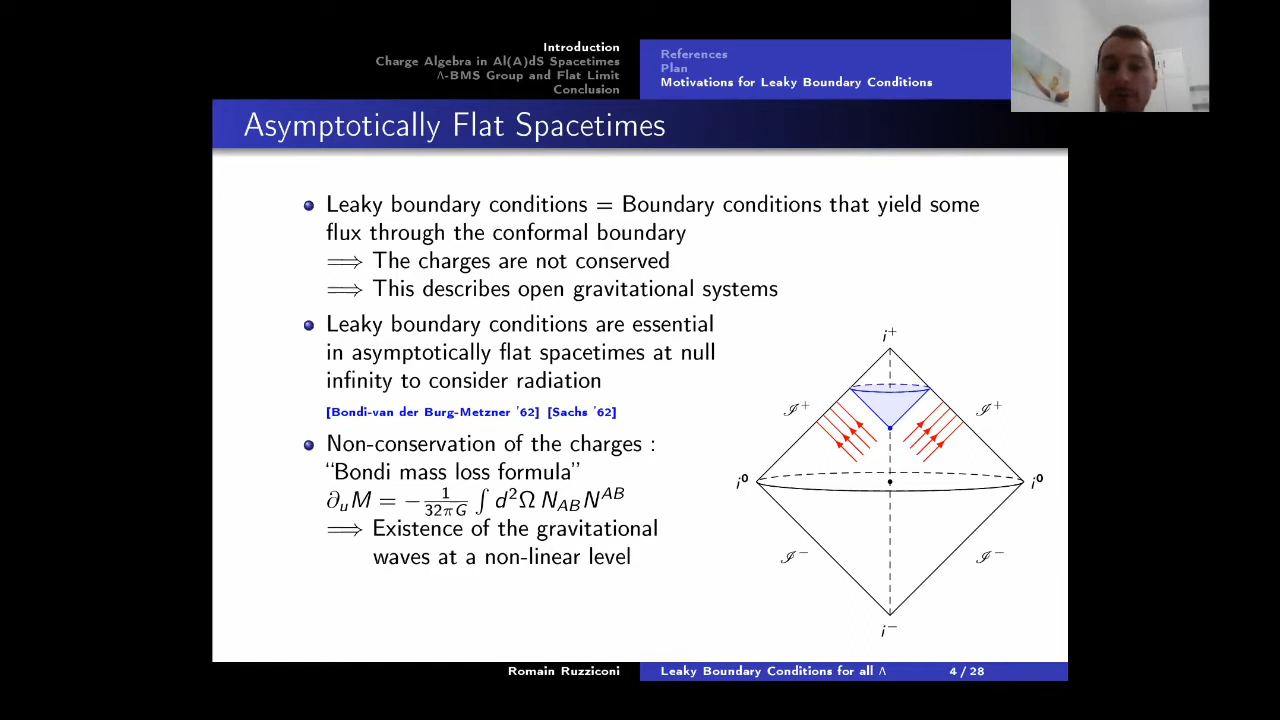 Introduction
Charge Algebra in Al(A)dS Spacetimes
Λ-BMS Group and Flat Limit
Conclusion
References
Plan
Motivations for Leaky Boundary Conditions
Asymptotically Flat Spacetimes
Leaky boundary conditions = Boundary conditions that yield some
flux through the conformal boundary
⟹ The charges are not conserved
⟹ This describes open gravitational systems
Leaky boundary conditions are essential
in asymptotically flat spacetimes at null
infinity to consider radiation
[Bondi-van der Burg-Metzner '62] [Sachs '62]
Non-conservation of the charges :
“Bondi mass loss formula”
∂ᵤM = −1/(32πG) ∫ d²Ω N_AB N^AB
⟹ Existence of the gravitational
waves at a non-linear level
i⁺
ℐ⁺ ℐ⁺
i⁰ i⁰
ℐ⁻ ℐ⁻
i⁻
Romain Ruzziconi Leaky Boundary Conditions for all Λ 4 / 28